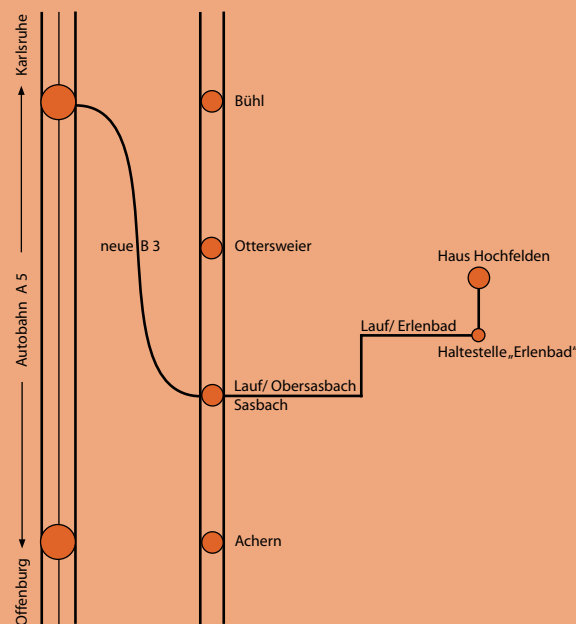 Karlsruhe
Autobahn A 5
Offenburg
Bühl
neue B 3
Ottersweier
Haus Hochfelden
Lauf/ Erlenbad
Haltestelle „Erlenbad“
Lauf/ Obersasbach
Sasbach
Achern